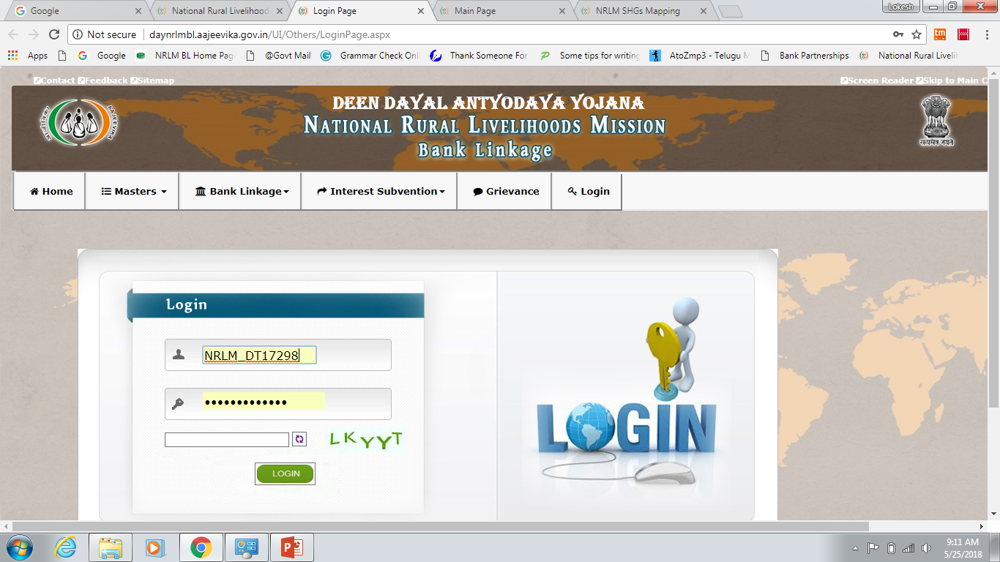 Google
National Rural Livelihood
Login Page
Main Page
NRLM SHGs Mapping
Lokesh
Not secure
daynrlmbl.aajeevika.gov.in/UI/Others/LoginPage.aspx
Apps
Google
NRLM BL Home Pag
@Govt Mail
Grammar Check Onl
Thank Someone For
Some tips for writing
AtoZmp3 - Telugu M
Bank Partnerships
National Rural Liveli
Contact Feedback Sitemap
Screen Reader Skip to Main C
DEEN DAYAL ANTYODAYA YOJANA
NATIONAL RURAL LIVELIHOODS MISSION
Bank Linkage
सत्यमेव जयते
Home
Masters
Bank Linkage
Interest Subvention
Grievance
Login
Login
NRLM_DT17298
LKYYT
LOGIN
LOGIN
9:11 AM
5/25/2018